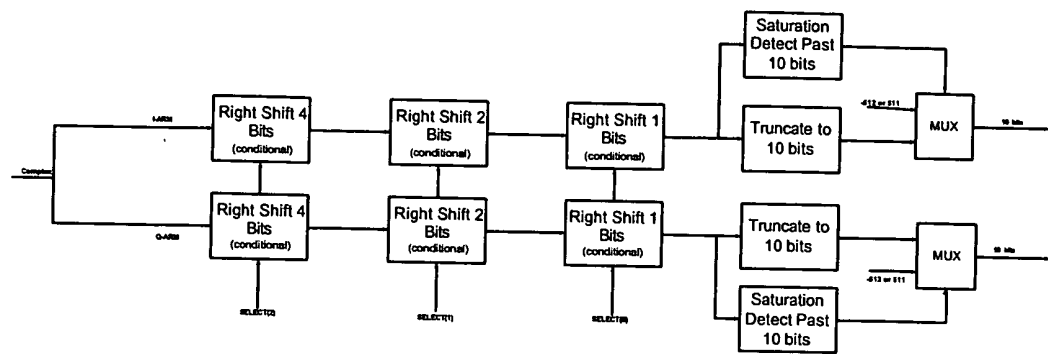 Saturation
Detect Past
10 bits
-512 or 511
I-ARM
Right Shift 4
Bits
(conditional)
Right Shift 2
Bits
(conditional)
Right Shift 1
Bits
(conditional)
Truncate to
10 bits
MUX
10 bits
Complex
Q-ARM
Right Shift 4
Bits
(conditional)
Right Shift 2
Bits
(conditional)
Right Shift 1
Bits
(conditional)
Truncate to
10 bits
MUX
10 bits
-512 or 511
Saturation
Detect Past
10 bits
SELECT(2)
SELECT(1)
SELECT(0)